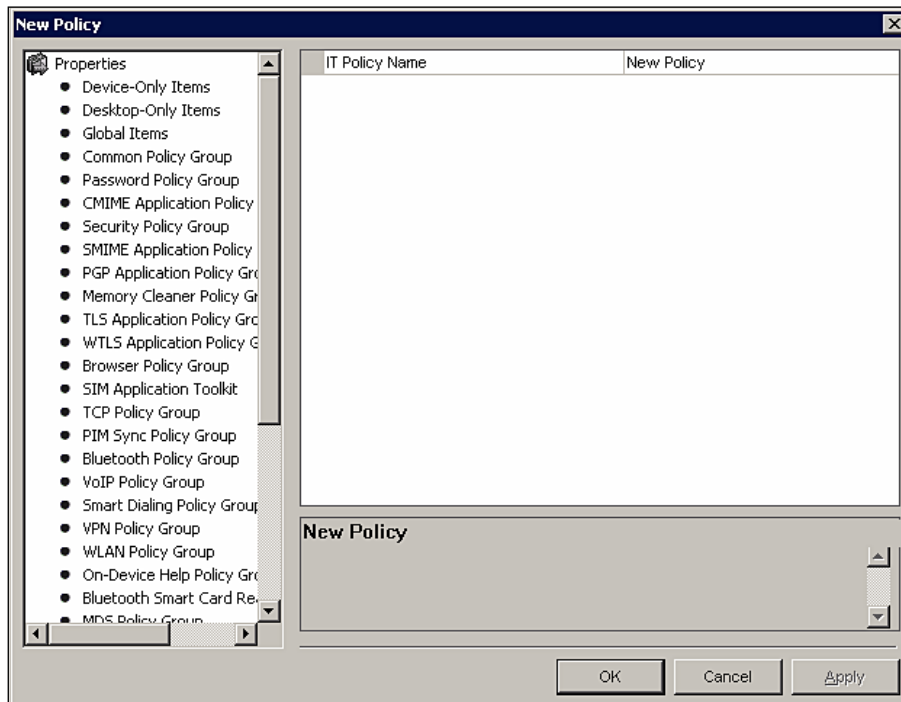 New Policy
Properties
Device-Only Items
Desktop-Only Items
Global Items
Common Policy Group
Password Policy Group
CMIME Application Policy
Security Policy Group
SMIME Application Policy
PGP Application Policy Gro
Memory Cleaner Policy Gr
TLS Application Policy Gro
WTLS Application Policy G
Browser Policy Group
SIM Application Toolkit
TCP Policy Group
PIM Sync Policy Group
Bluetooth Policy Group
VoIP Policy Group
Smart Dialing Policy Group
VPN Policy Group
WLAN Policy Group
On-Device Help Policy Gro
Bluetooth Smart Card Re
MDS Policy Group
IT Policy Name New Policy
New Policy
OK Cancel Apply